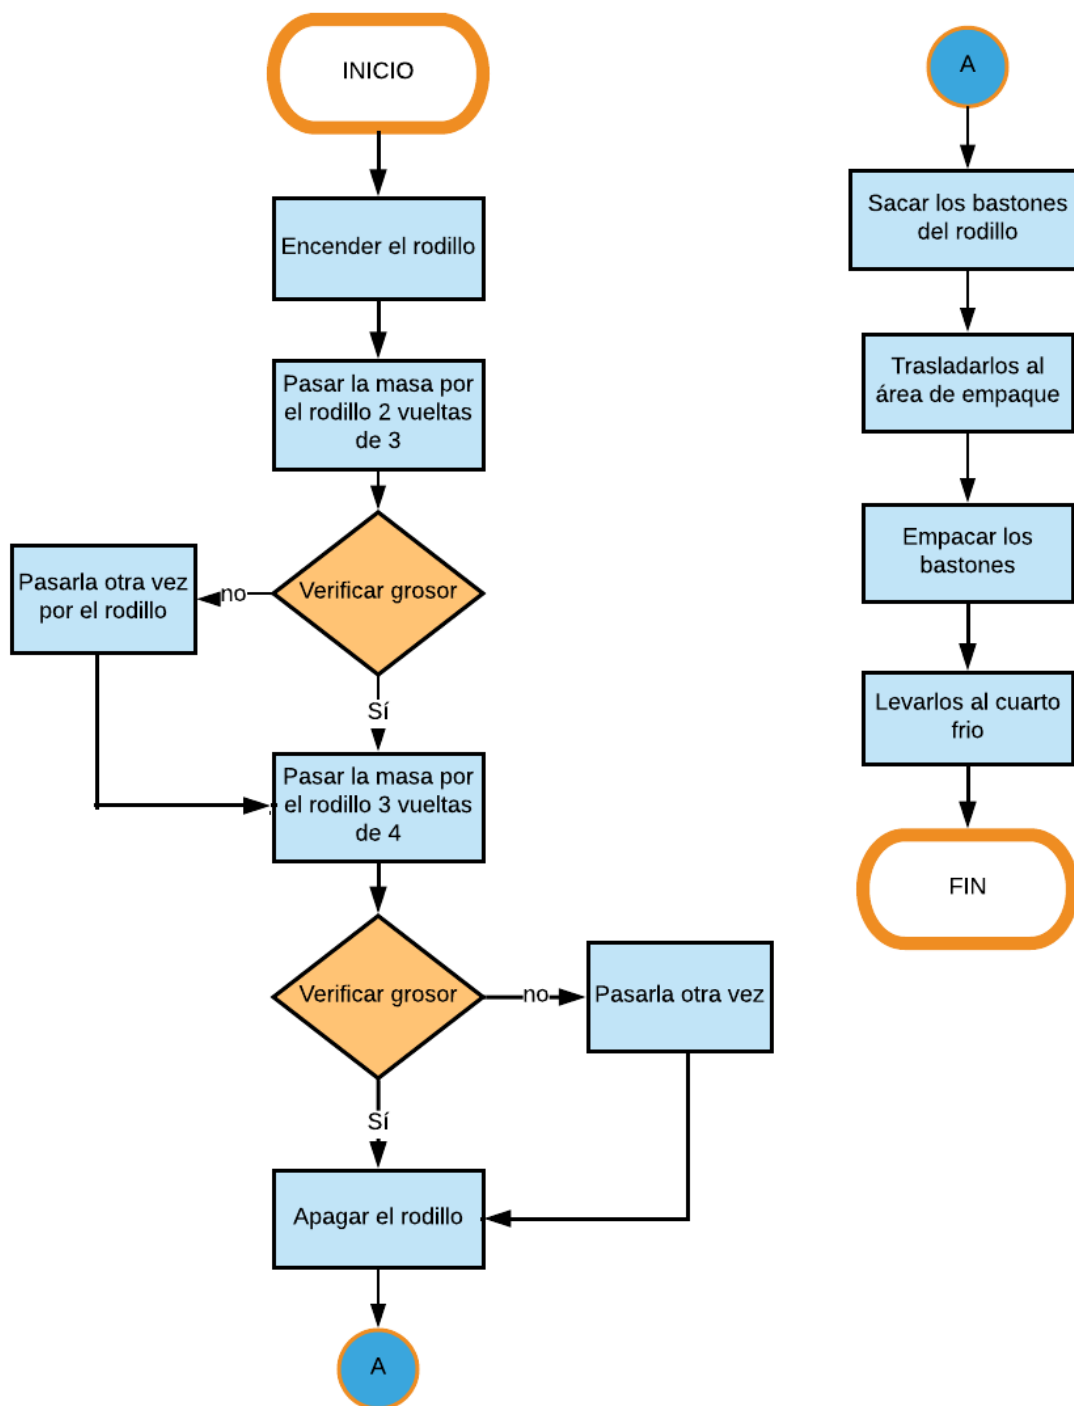 INICIO
Encender el rodillo
Pasar la masa por
el rodillo 2 vueltas
de 3
Verificar grosor
no
Pasarla otra vez
por el rodillo
Sí
Pasar la masa por
el rodillo 3 vueltas
de 4
Verificar grosor
no
Pasarla otra vez
Sí
Apagar el rodillo
A
A
Sacar los bastones
del rodillo
Trasladarlos al
área de empaque
Empacar los
bastones
Levarlos al cuarto
frio
FIN